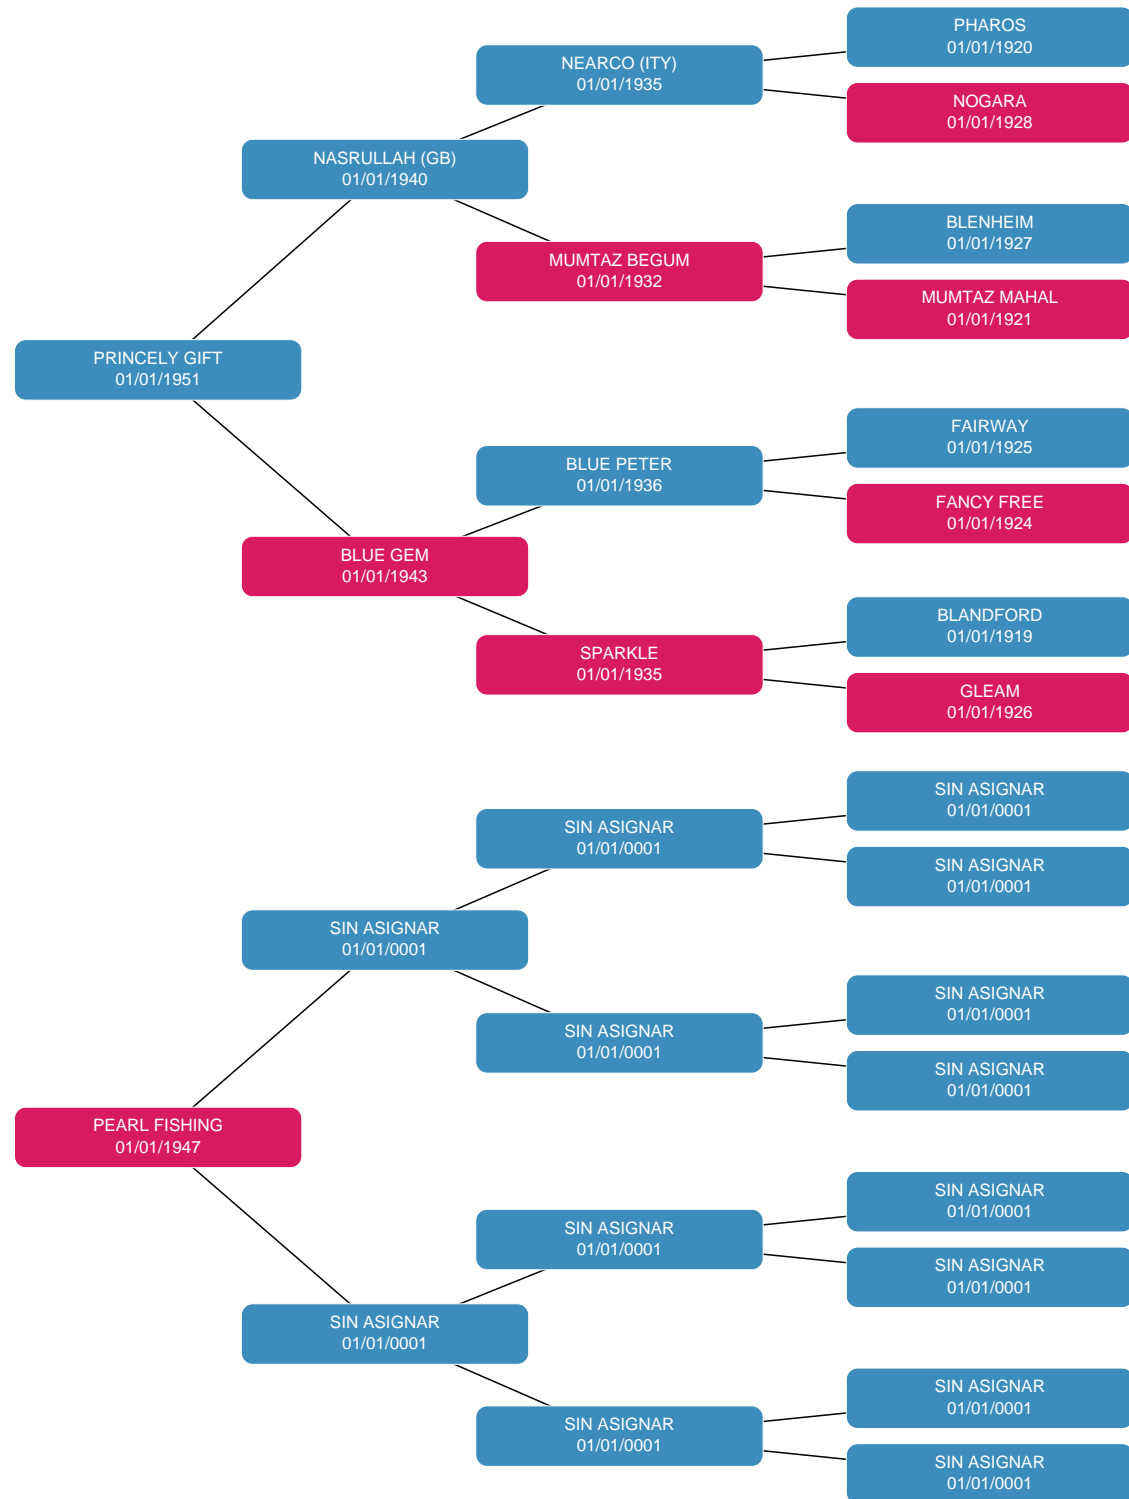 PHAROS
01/01/1920
NEARCO (ITY)
01/01/1935
NOGARA
01/01/1928
NASRULLAH (GB)
01/01/1940
BLENHEIM
01/01/1927
MUMTAZ BEGUM
01/01/1932
MUMTAZ MAHAL
01/01/1921
PRINCELY GIFT
01/01/1951
FAIRWAY
01/01/1925
BLUE PETER
01/01/1936
FANCY FREE
01/01/1924
BLUE GEM
01/01/1943
BLANDFORD
01/01/1919
SPARKLE
01/01/1935
GLEAM
01/01/1926
SIN ASIGNAR
01/01/0001
SIN ASIGNAR
01/01/0001
SIN ASIGNAR
01/01/0001
SIN ASIGNAR
01/01/0001
SIN ASIGNAR
01/01/0001
SIN ASIGNAR
01/01/0001
SIN ASIGNAR
01/01/0001
PEARL FISHING
01/01/1947
SIN ASIGNAR
01/01/0001
SIN ASIGNAR
01/01/0001
SIN ASIGNAR
01/01/0001
SIN ASIGNAR
01/01/0001
SIN ASIGNAR
01/01/0001
SIN ASIGNAR
01/01/0001
SIN ASIGNAR
01/01/0001